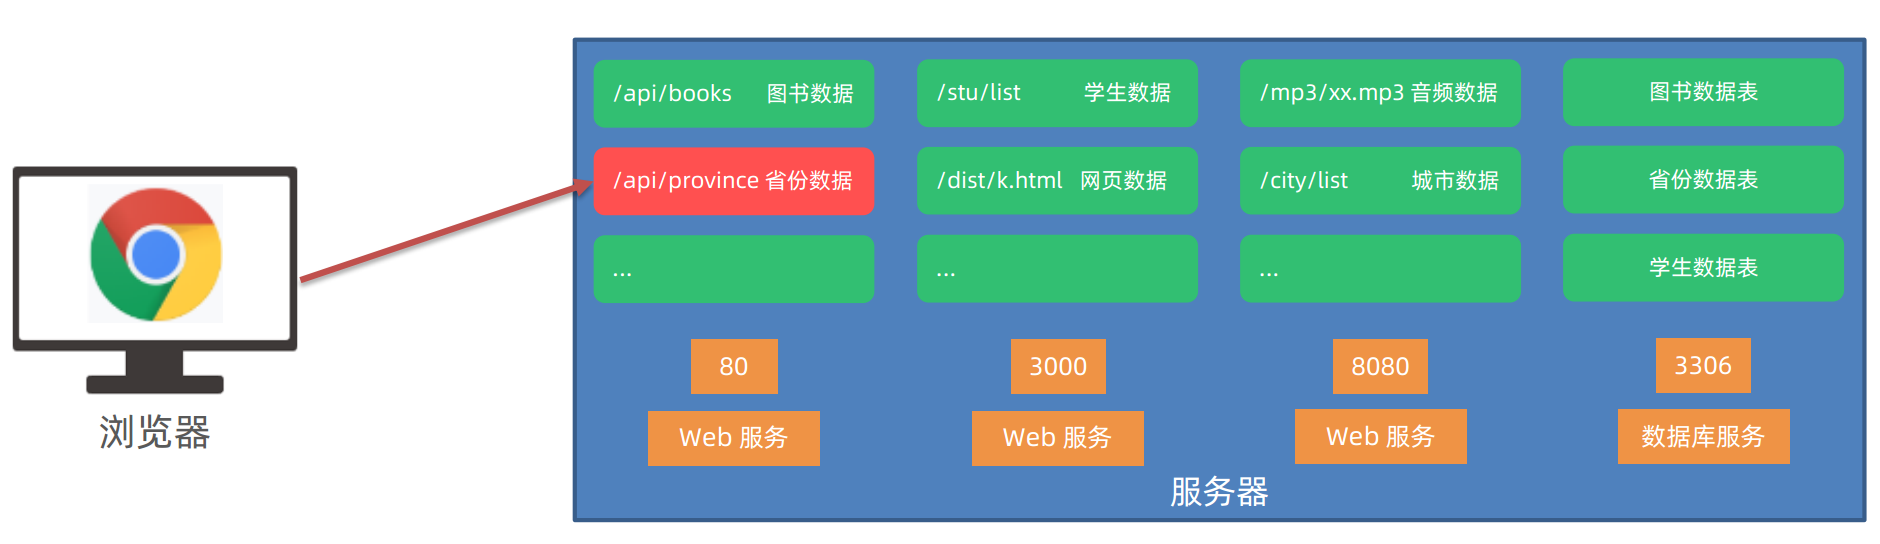 /api/books 图书数据
/stu/list 学生数据
/mp3/xx.mp3 音频数据
图书数据表
/api/province 省份数据
/dist/k.html 网页数据
/city/list 城市数据
省份数据表
...
...
...
学生数据表
80
3000
8080
3306
Web 服务
Web 服务
Web 服务
数据库服务
浏览器
服务器